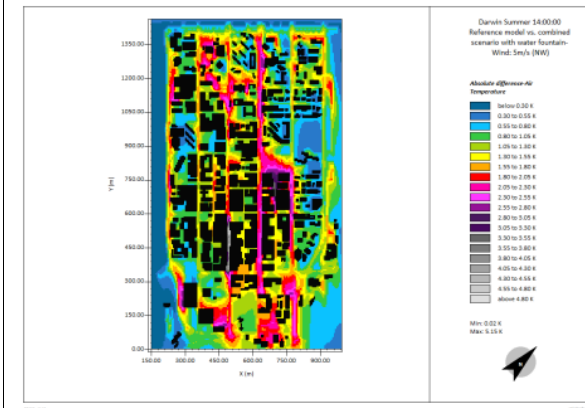 Darwin Summer 14:00:00
Reference model vs. combined
scenario with water fountain-
Wind: 5m/s (NW)
Absolute difference Air
Temperature
below 0.30 K
0.30 to 0.55 K
0.55 to 0.80 K
0.80 to 1.05 K
1.05 to 1.30 K
1.30 to 1.55 K
1.55 to 1.80 K
1.80 to 2.05 K
2.05 to 2.30 K
2.30 to 2.55 K
2.55 to 2.80 K
2.80 to 3.05 K
3.05 to 3.30 K
3.30 to 3.55 K
3.55 to 3.80 K
3.80 to 4.05 K
4.05 to 4.30 K
4.30 to 4.55 K
4.55 to 4.80 K
above 4.80 K
Min: 0.02 K
Max: 5.15 K
N
Y (m)
1350.00
1200.00
1050.00
900.00
750.00
600.00
450.00
300.00
150.00
0.00
150.00 300.00 450.00 600.00 750.00 900.00
X (m)